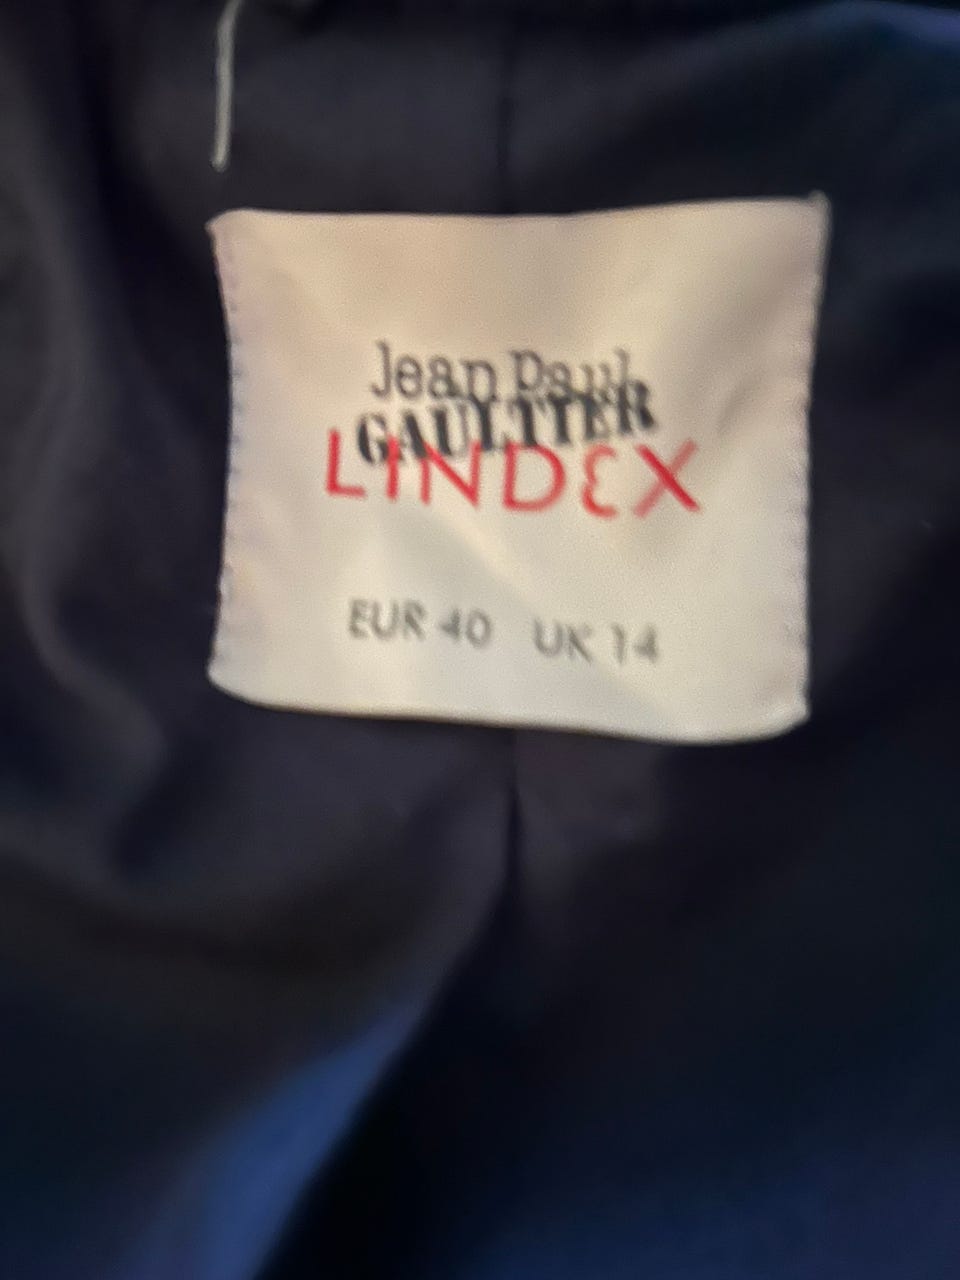 Jean Paul
GAULTIER
LINDEX
EUR 40 UK 14